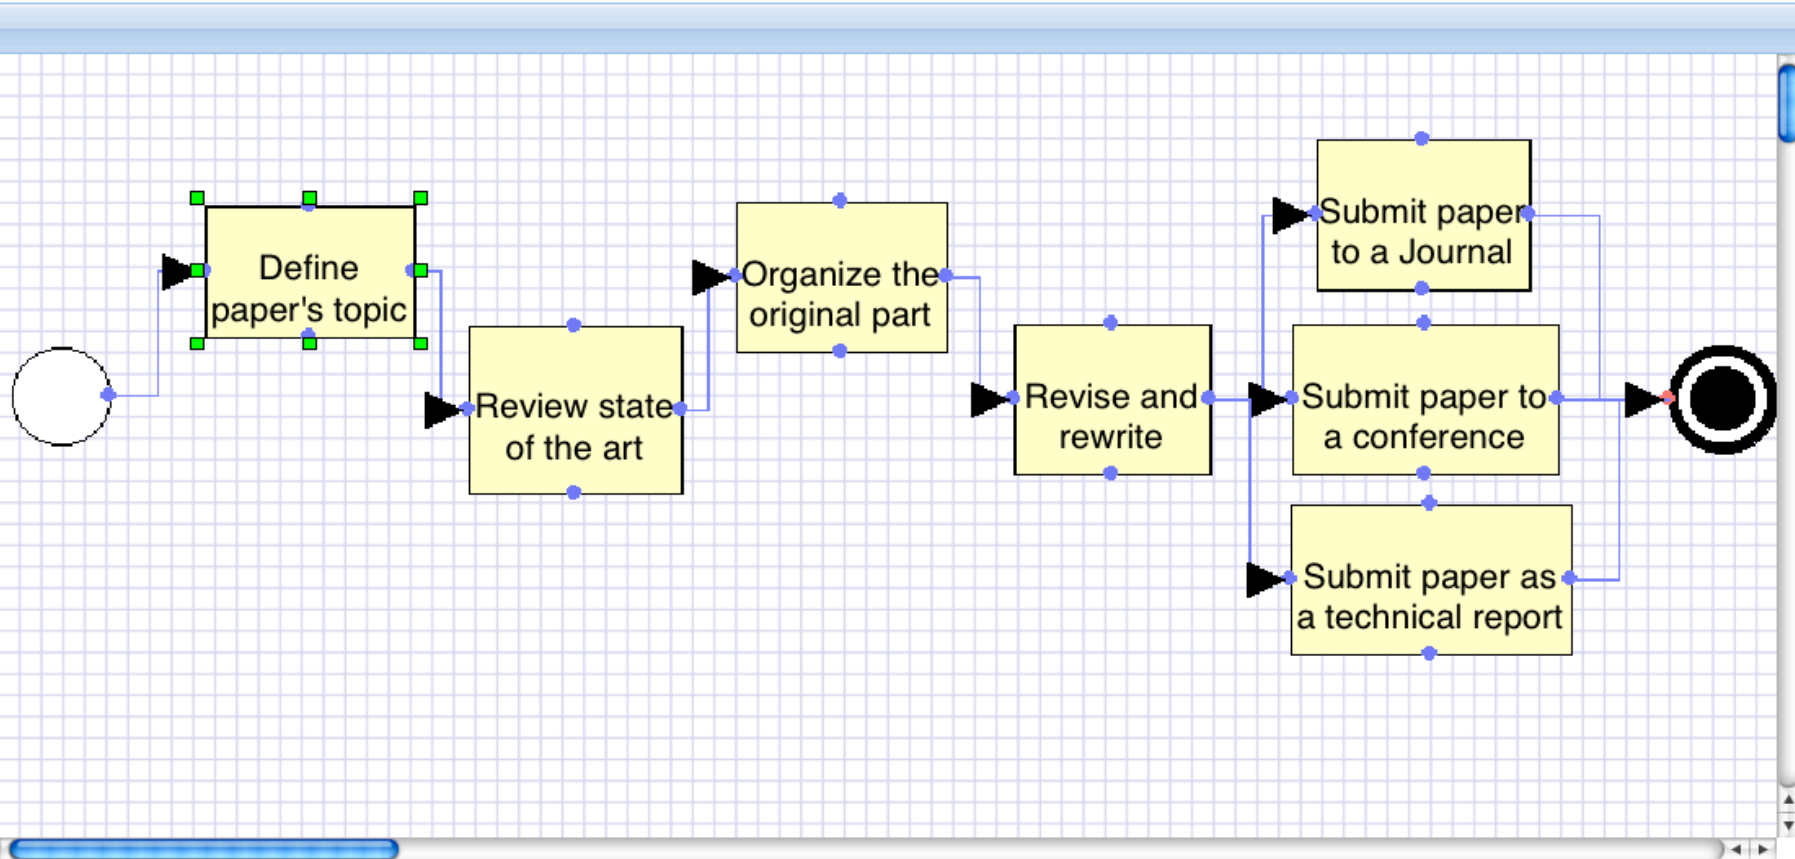 Define
paper's topic
Review state
of the art
Organize the
original part
Revise and
rewrite
Submit paper
to a Journal
Submit paper to
a conference
Submit paper as
a technical report